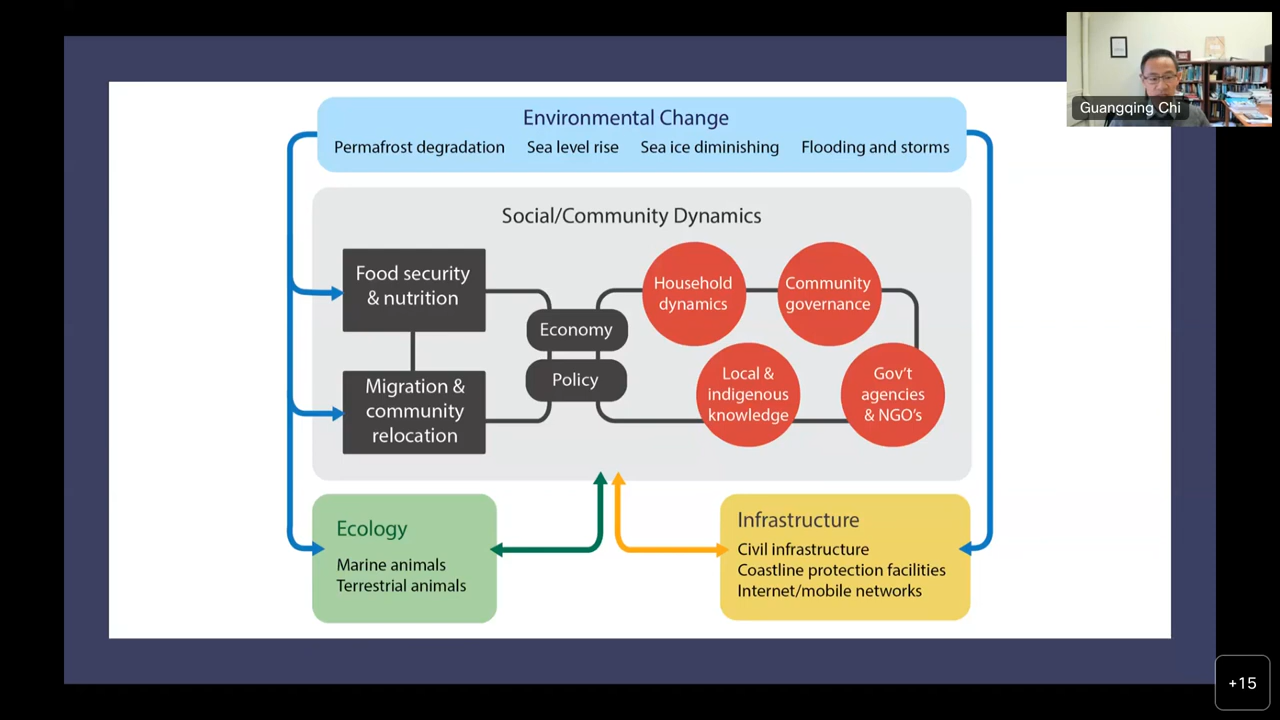 Environmental Change
Permafrost degradation Sea level rise Sea ice diminishing Flooding and storms
Guangqing Chi
Social/Community Dynamics
Food security
& nutrition
Migration &
community
relocation
Economy
Policy
Household
dynamics
Community
governance
Local &
indigenous
knowledge
Gov't
agencies
& NGO's
Ecology
Marine animals
Terrestrial animals
Infrastructure
Civil infrastructure
Coastline protection facilities
Internet/mobile networks
+15